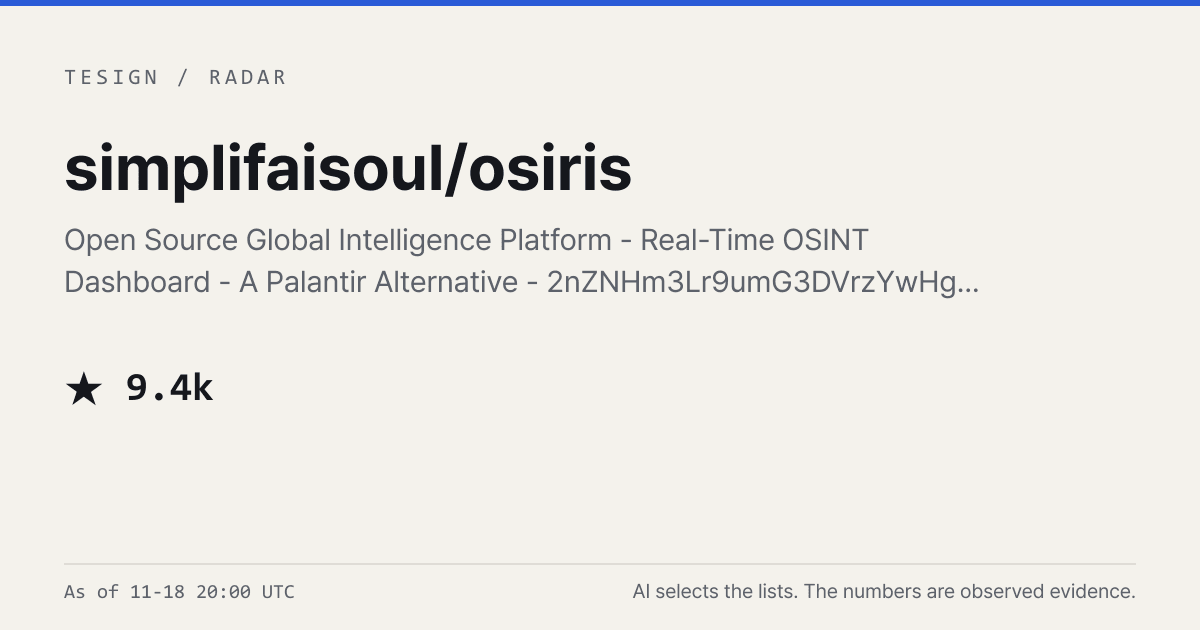 TESIGN / RADAR
simplifaisoul/osiris
Open Source Global Intelligence Platform - Real-Time OSINT
Dashboard - A Palantir Alternative - 2nZNHm3Lr9umG3DVrzYwHg...
★ 9.4k
As of 11-18 20:00 UTC
AI selects the lists. The numbers are observed evidence.